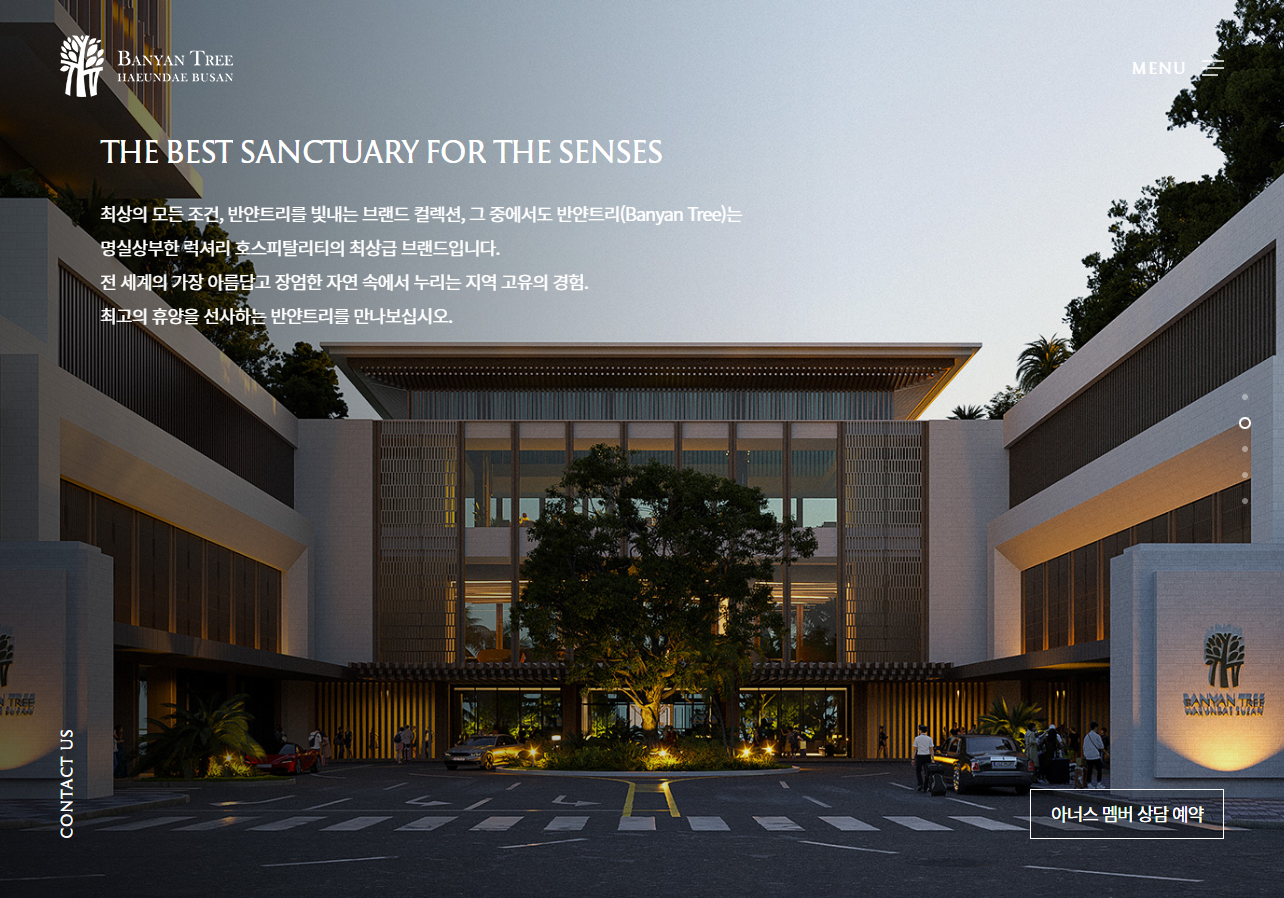 BANYAN TREE
HAEUNDAE BUSAN
MENU
THE BEST SANCTUARY FOR THE SENSES
최상의 모든 조건, 반얀트리를 빛내는 브랜드 컬렉션, 그 중에서도 반얀트리(Banyan Tree)는
명실상부한 럭셔리 호스피탈리티의 최상급 브랜드입니다.
전 세계의 가장 아름답고 장엄한 자연 속에서 누리는 지역 고유의 경험.
최고의 휴양을 선사하는 반얀트리를 만나보십시오.
YAN TREE
AE BUSAN
BANYAN TREE
HAEUNDAE BUSAN
CONTACT US
아너스 멤버 상담 예약